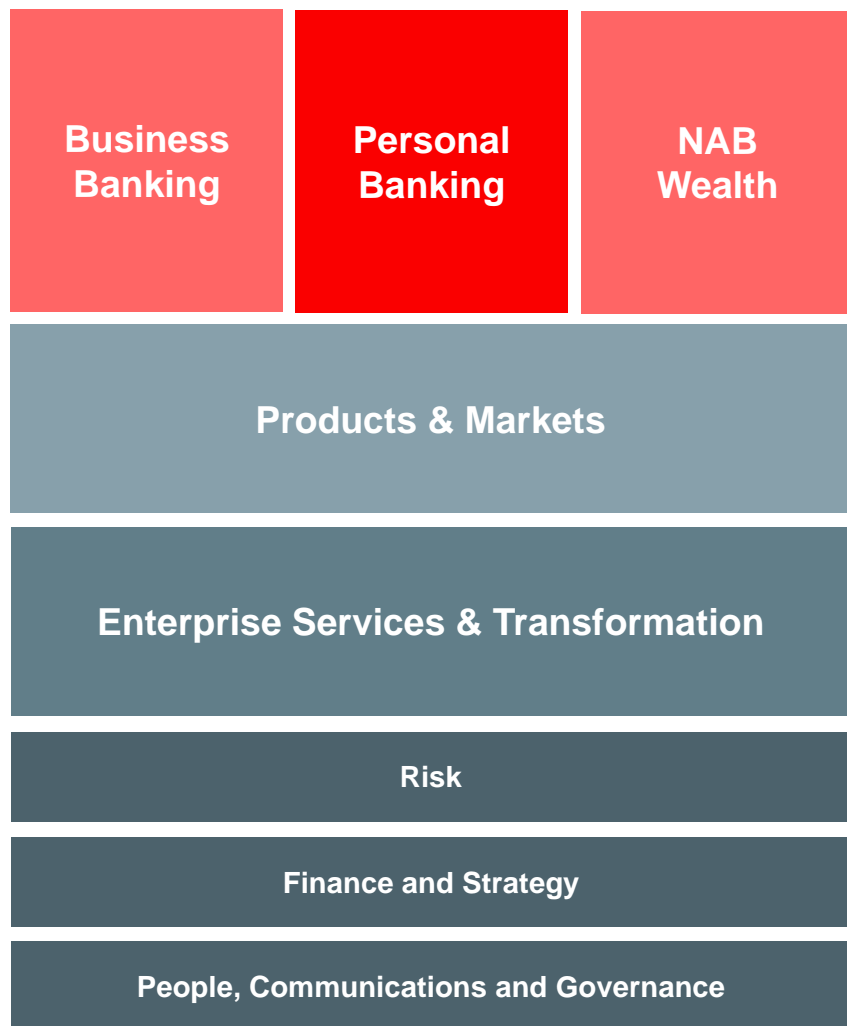 Business
Banking
Personal
Banking
NAB
Wealth
Products & Markets
Enterprise Services & Transformation
Risk
Finance and Strategy
People, Communications and Governance